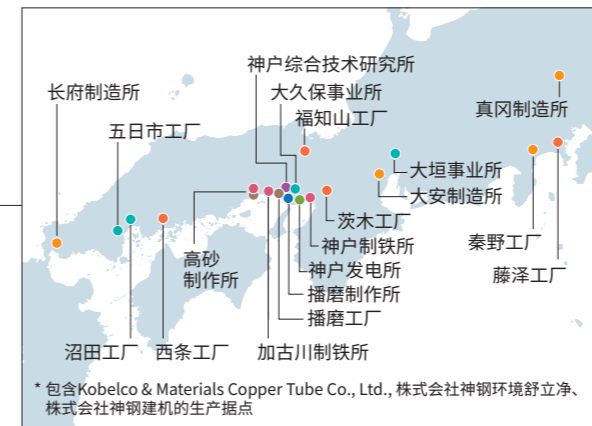 神户综合技术研究所
长府制造所
大久保事业所
福知山工厂
真冈制造所
五日市工厂
大垣事业所
大安制造所
茨木工厂
秦野工厂
神户制铁所
高砂
制作所
神户发电所
藤泽工厂
播磨制作所
播磨工厂
沼田工厂
西条工厂
加古川制铁所
* 包含Kobelco & Materials Copper Tube Co., Ltd., 株式会社神钢环境舒立净、
株式会社神钢建机的生产据点